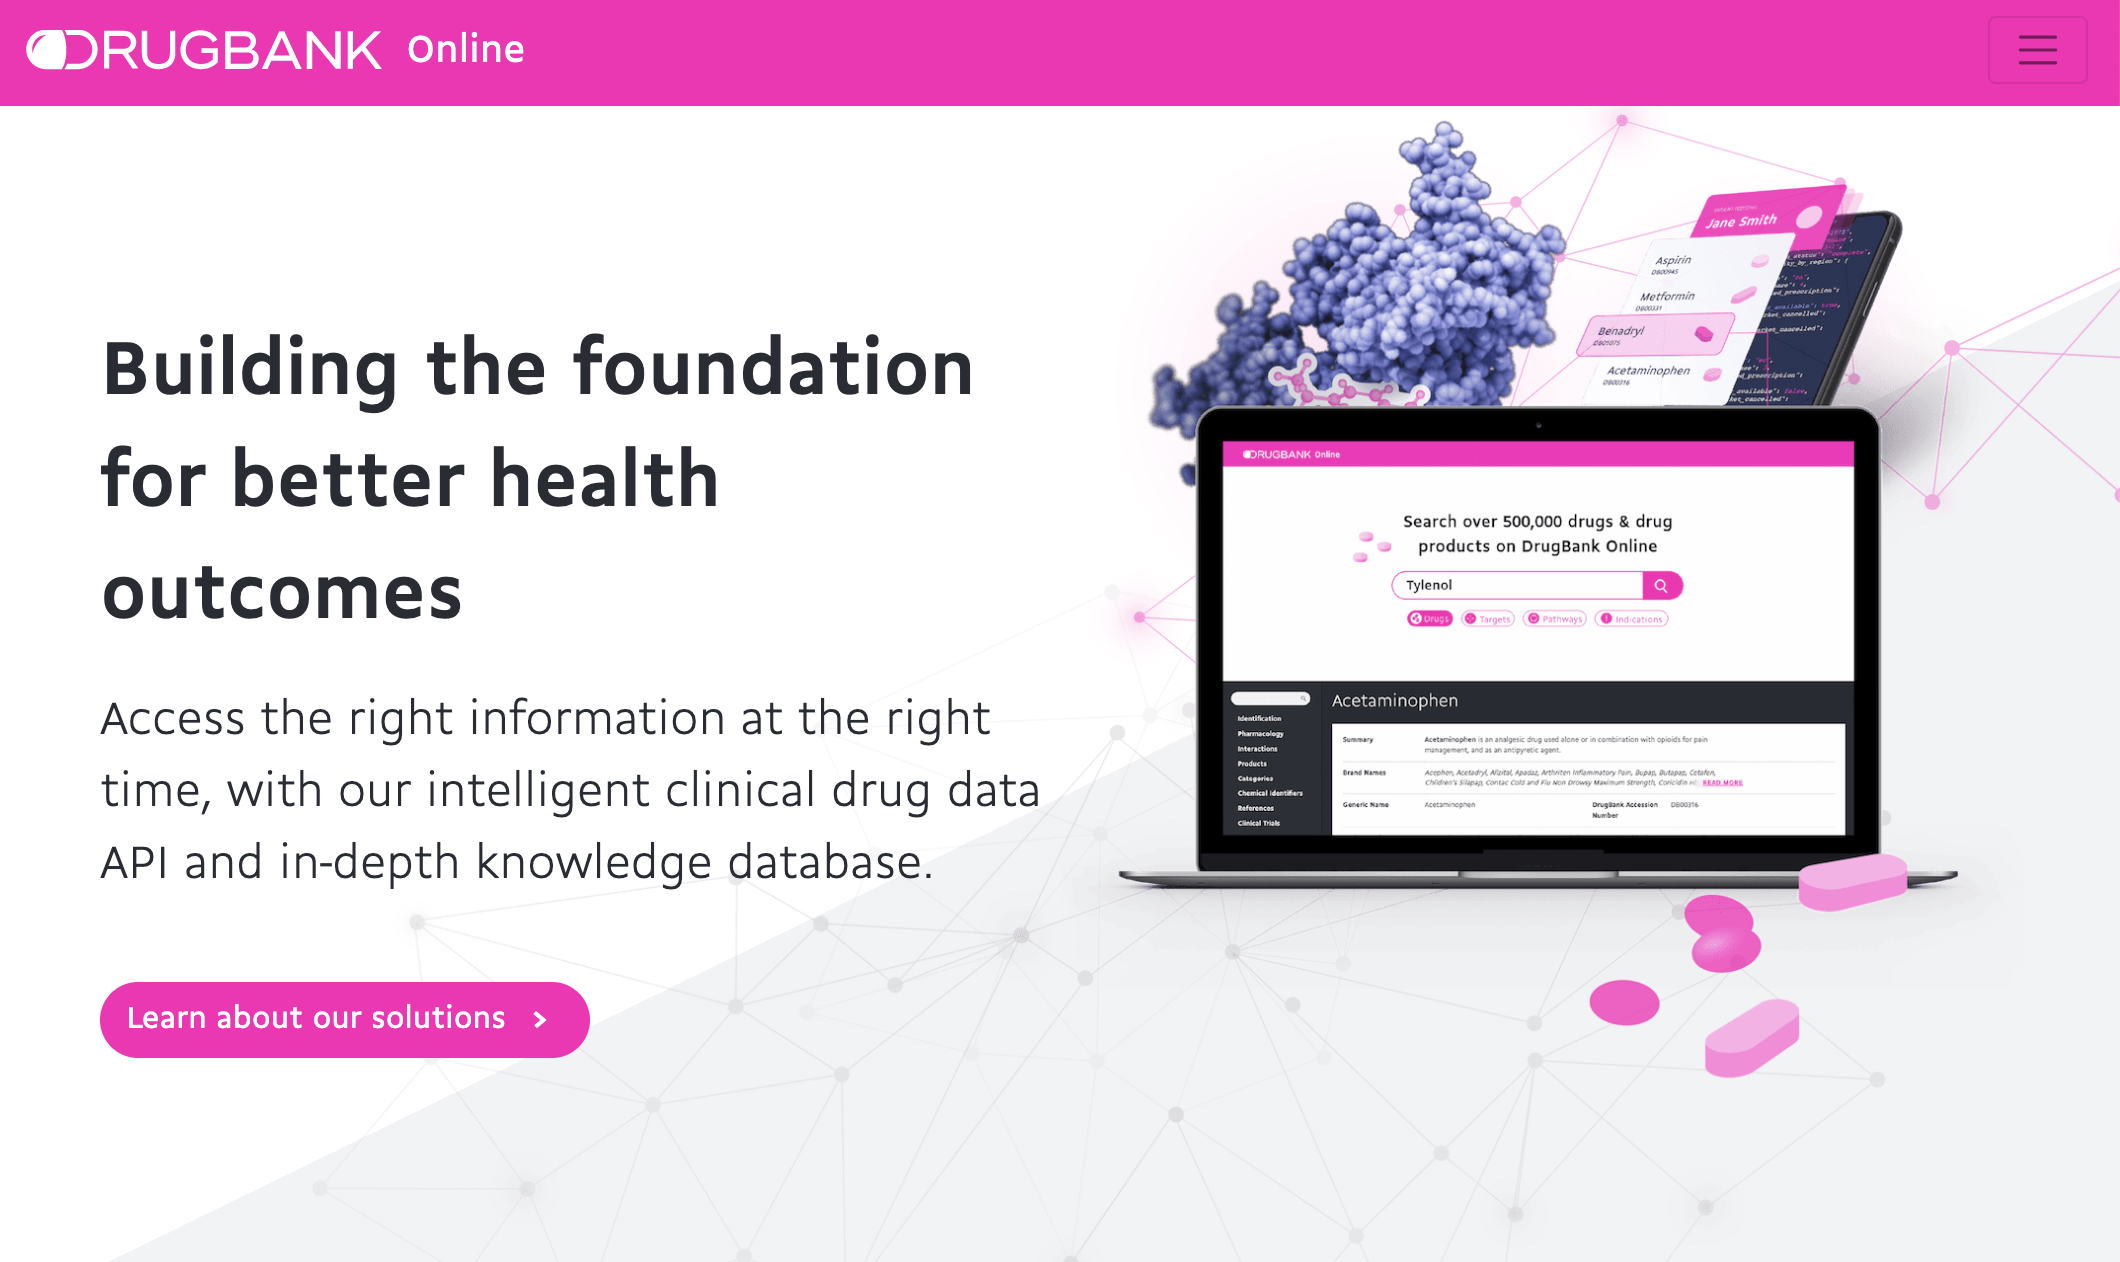 DRUGBANK Online
Building the foundation
for better health
outcomes
Access the right information at the right
time, with our intelligent clinical drug data
API and in-depth knowledge database.
Learn about our solutions >
Jane Smith
Aspirin
DB00945
Metformin
DB00331
Benadryl
DB01075
Acetaminophen
DB00316
DRUGBANK Online
Search over 500,000 drugs & drug
products on DrugBank Online
Tylenol
Drugs Targets Pathways Indications
Acetaminophen
Identification
Pharmacology
Interactions
Products
Categories
Chemical Identifiers
References
Clinical Trials
Summary Acetaminophen is an analgesic drug used alone or in combination with opioids for pain
management, and as an antipyretic agent.
Brand Names Acephen, Acetadryl, Allzital, Apadaz, Arthriten Inflammatory Pain, Bupap, Butapap, Cetafen,
Children's Silapap, Contac Cold and Flu Non Drowsy Maximum Strength, Coricidin READ MORE
Generic Name Acetaminophen DrugBank Accession DB00316
Number